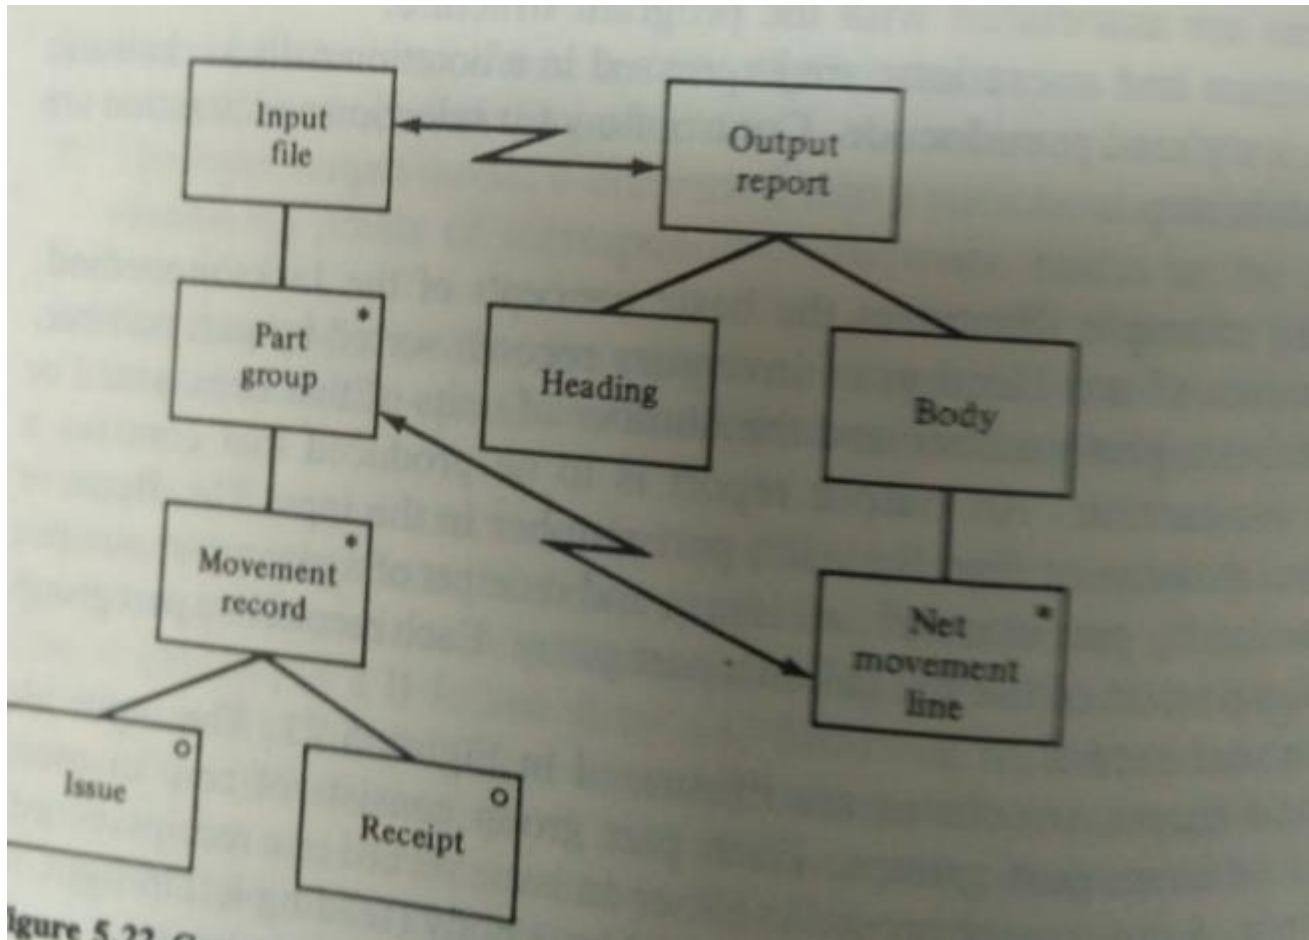 Input
file
Output
report
Part
group
*
Heading
Body
Movement
record
*
Net
movement
line
*
Issue
o
Receipt
o
igure 5.22